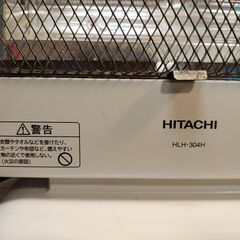 ⚠警告
衣類やタオルなどを掛けたり、
カーテンや布団など、燃えやすい
物の近くで使用しない。
(火災の原因)
HITACHI
HLH-304H